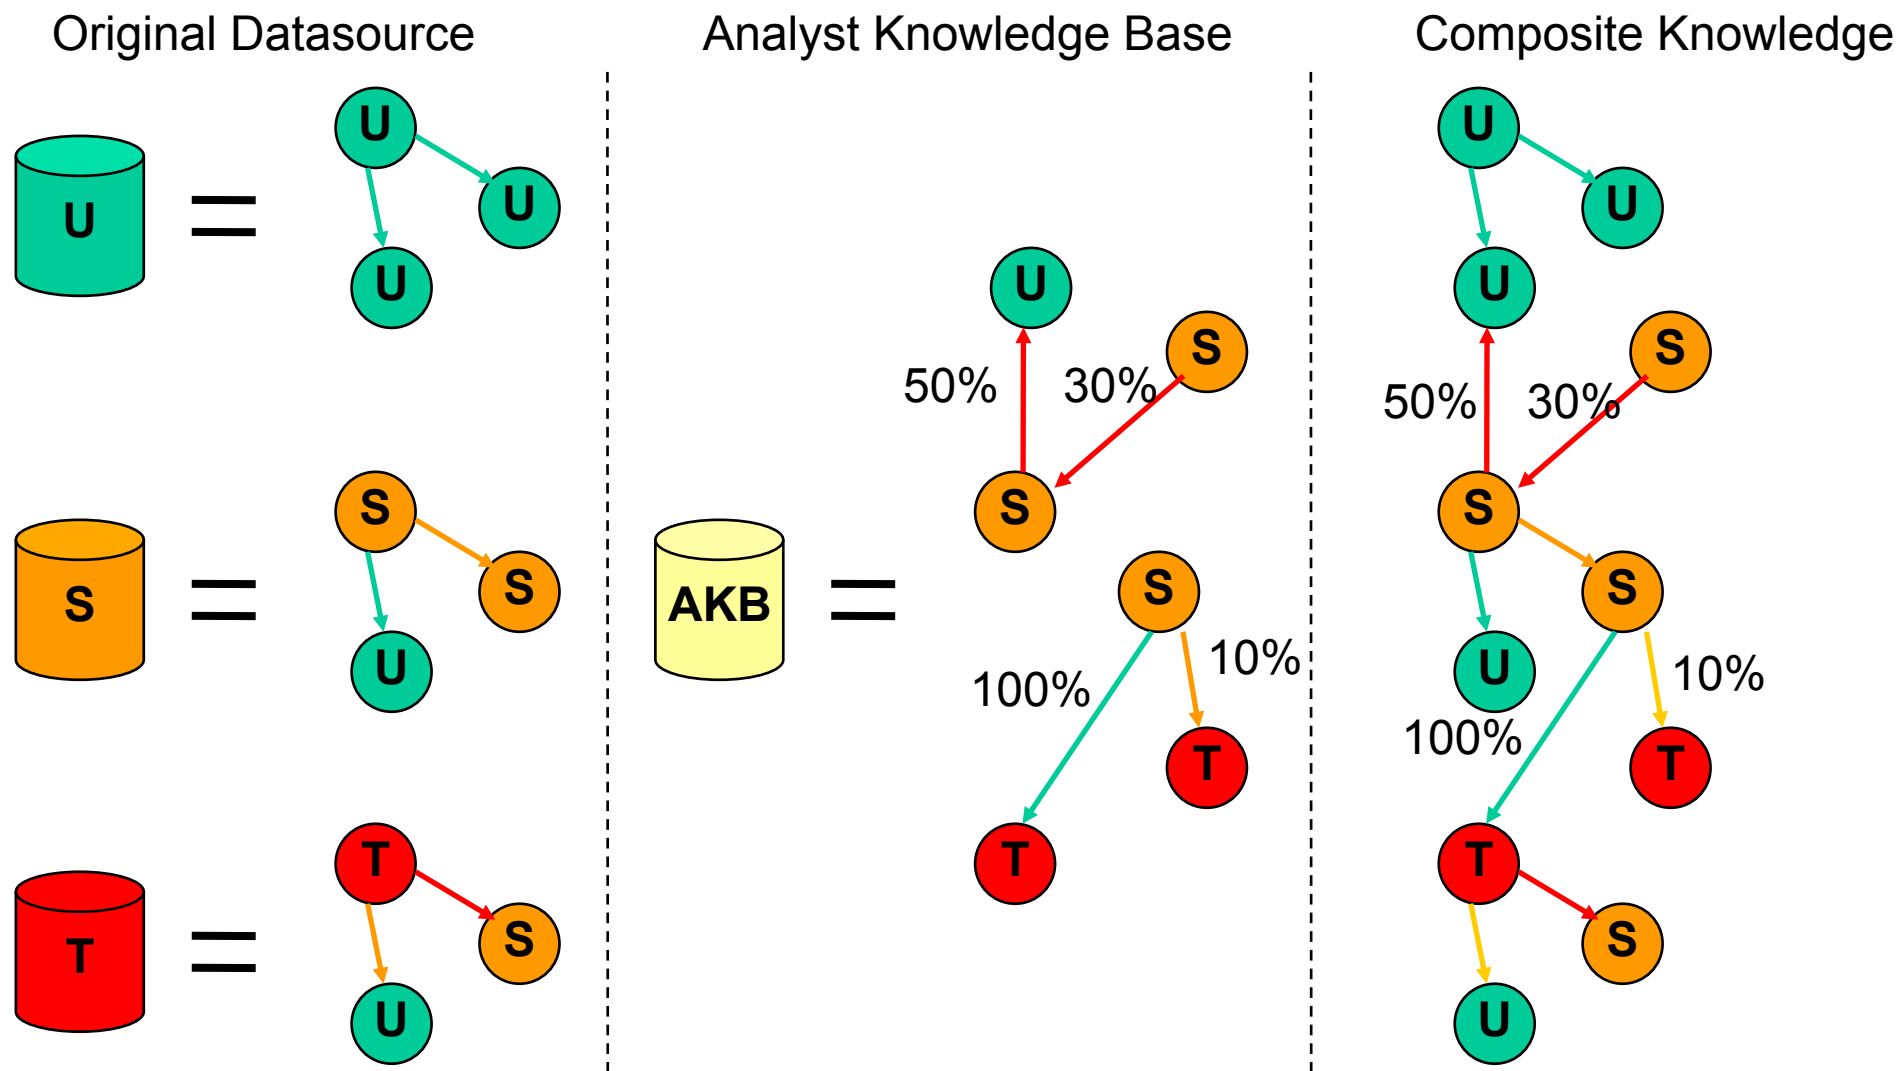 Original Datasource
Analyst Knowledge Base
Composite Knowledge
U
U
U
U
S
S
S
U
T
T
S
U
U
S
50%
30%
S
AKB
S
100%
10%
T
T
U
U
U
S
50%
30%
S
S
U
10%
100%
T
T
S
U